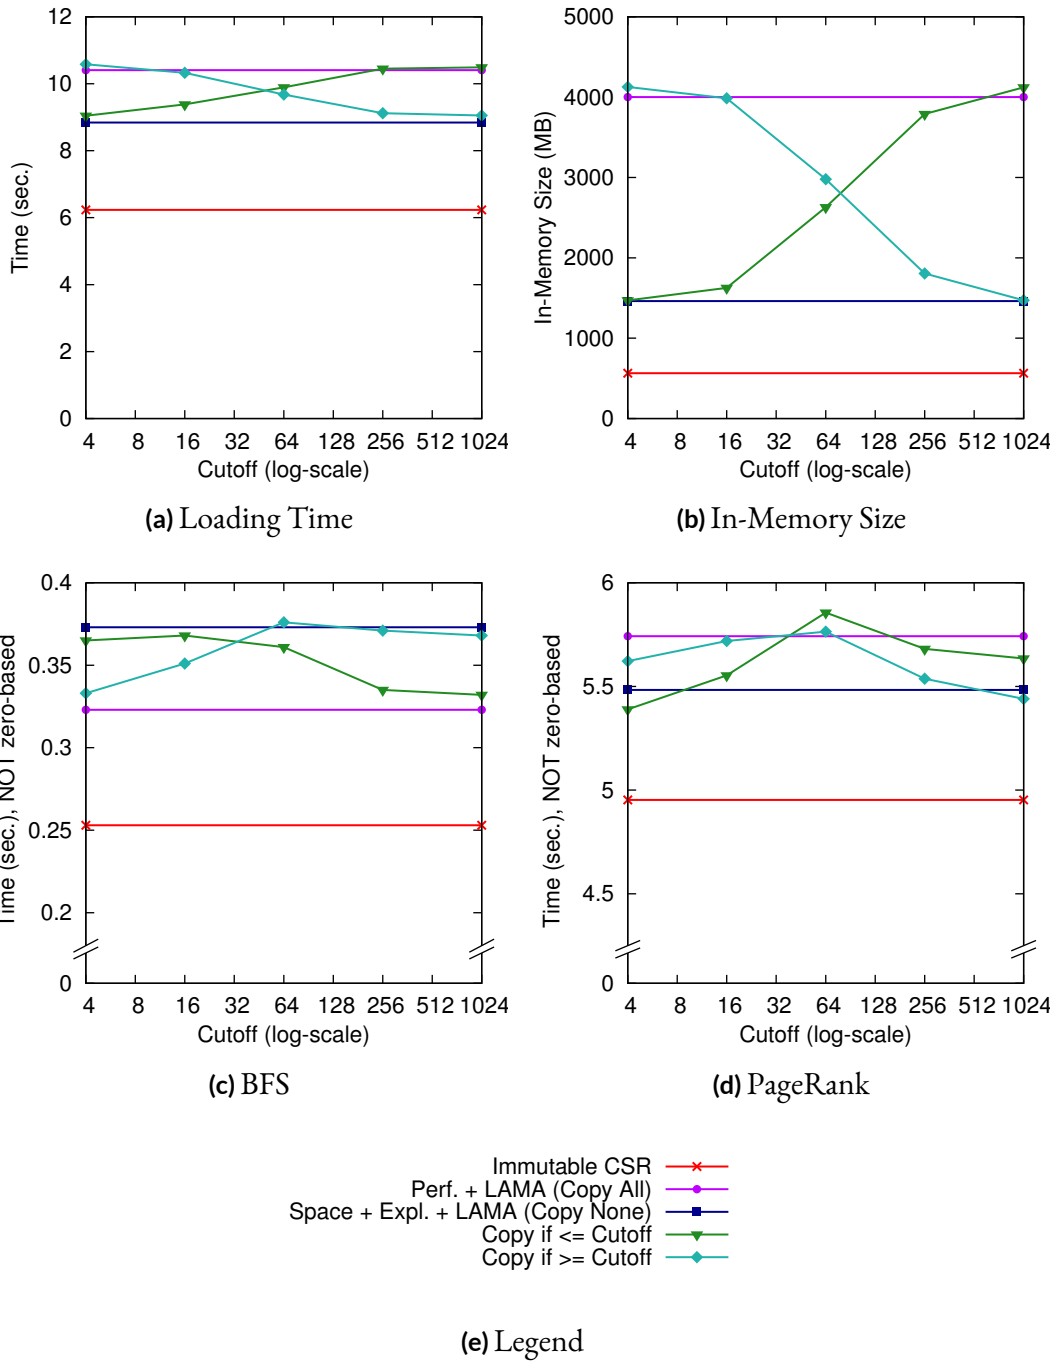 12
10
8
6
4
2
0
Time (sec.)
4 8 16 32 64 128 256 512 1024
Cutoff (log-scale)
(a) Loading Time
5000
4000
3000
2000
1000
0
In-Memory Size (MB)
4 8 16 32 64 128 256 512 1024
Cutoff (log-scale)
(b) In-Memory Size
0.4
0.35
0.3
0.25
0.2
0
Time (sec.), NOT zero-based
4 8 16 32 64 128 256 512 1024
Cutoff (log-scale)
(c) BFS
6
5.5
5
4.5
0
Time (sec.), NOT zero-based
4 8 16 32 64 128 256 512 1024
Cutoff (log-scale)
(d) PageRank
Immutable CSR
Perf. + LAMA (Copy All)
Space + Expl. + LAMA (Copy None)
Copy if <= Cutoff
Copy if >= Cutoff
(e) Legend